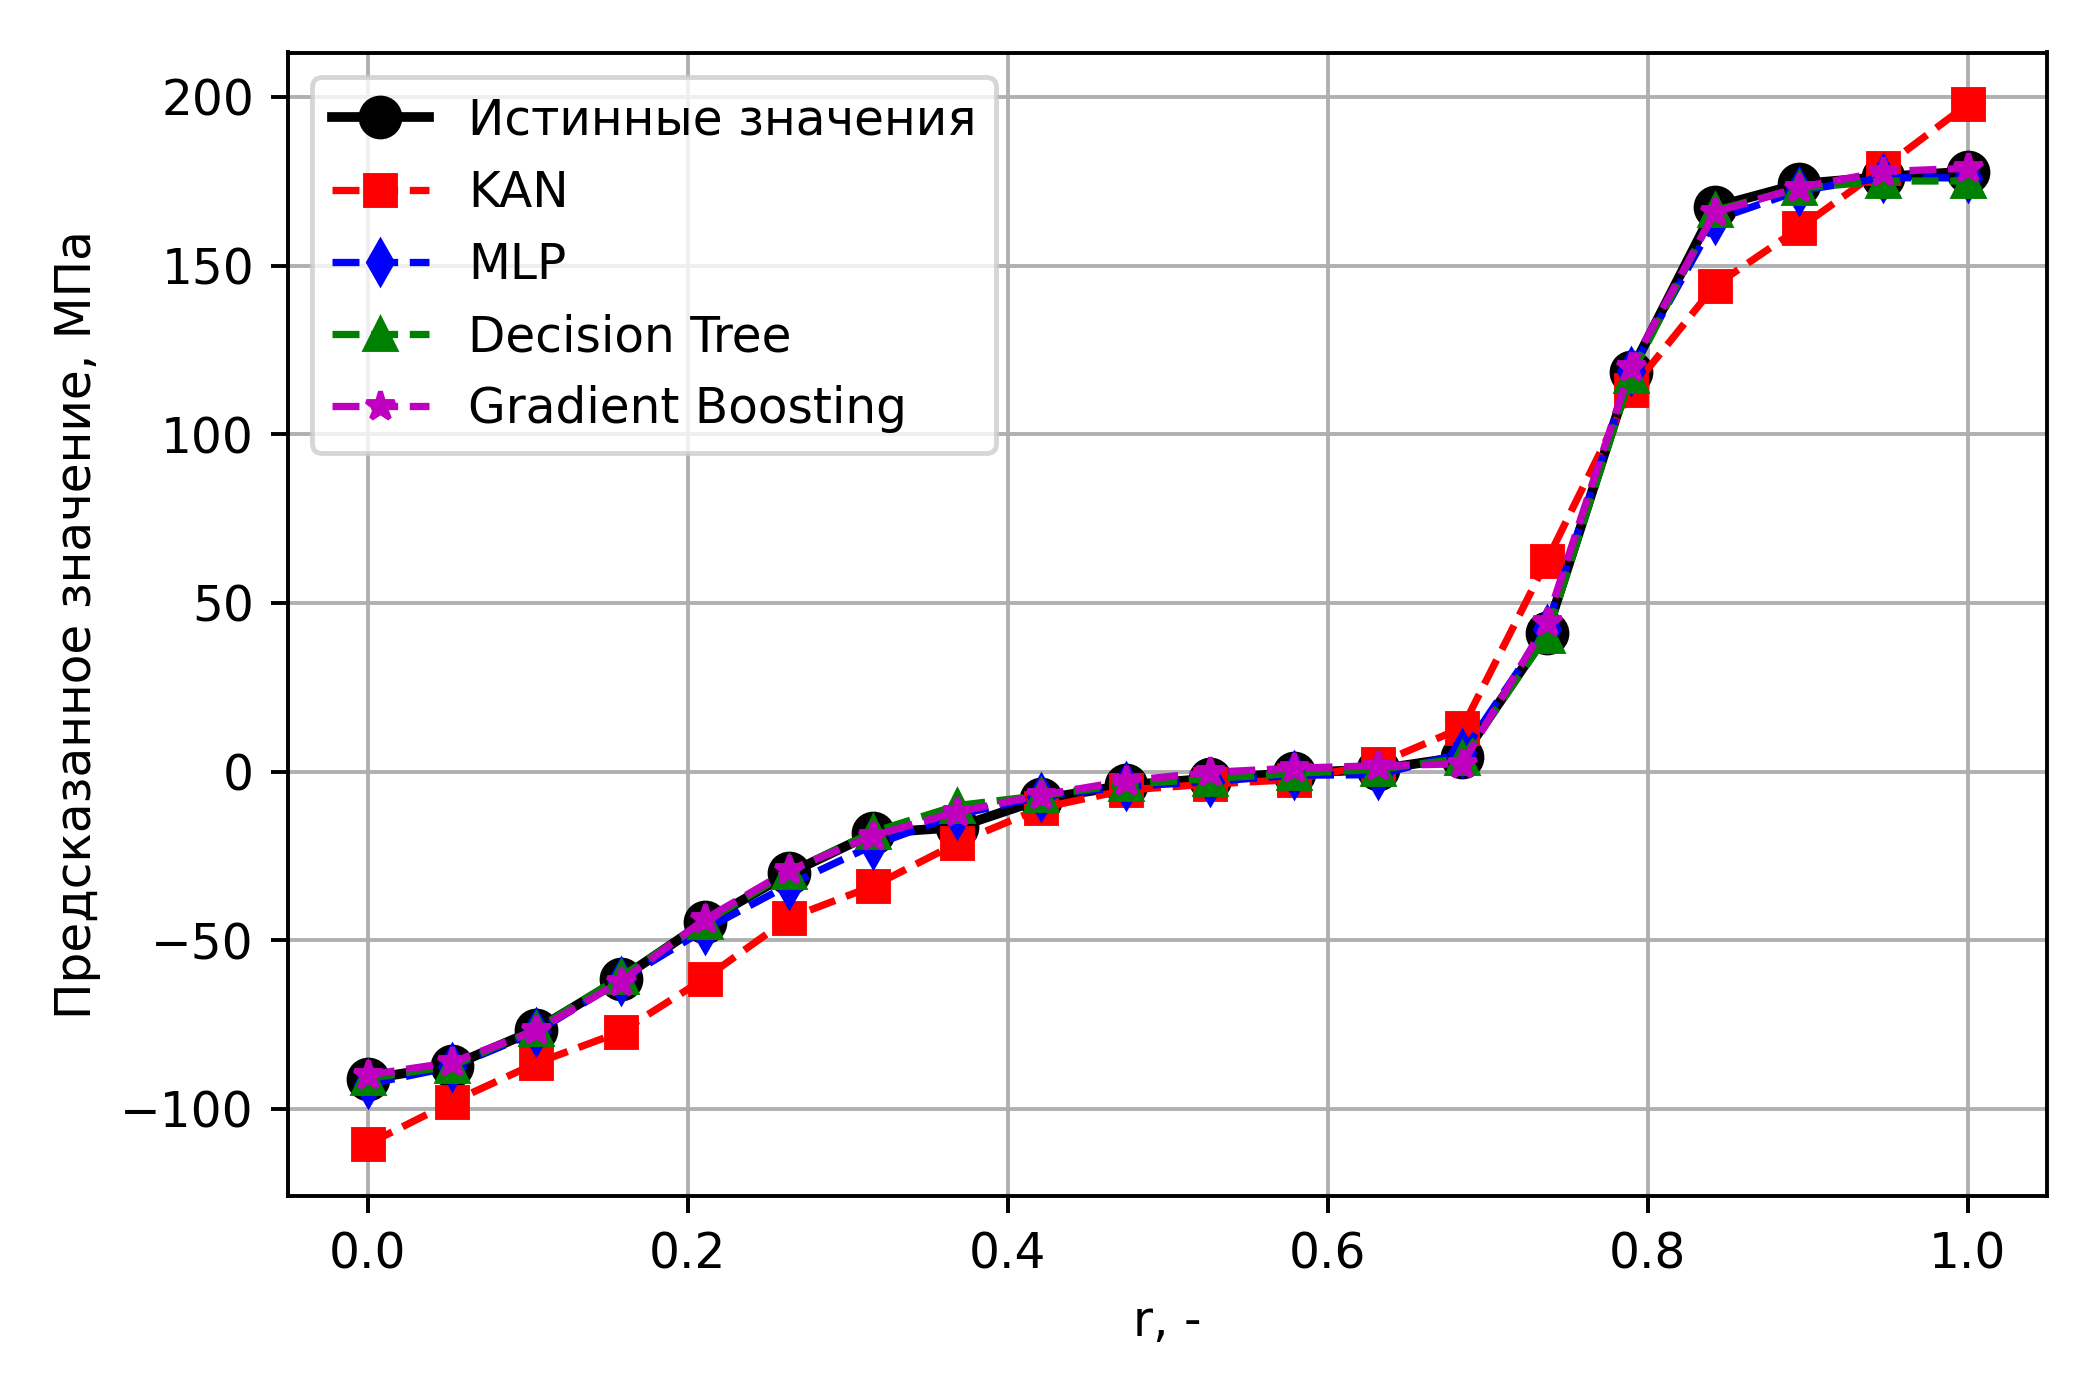 Предсказанное значение, МПа
200
150
100
50
0
−50
−100
Истинные значения
KAN
MLP
Decision Tree
Gradient Boosting
0.0 0.2 0.4 0.6 0.8 1.0
r, -